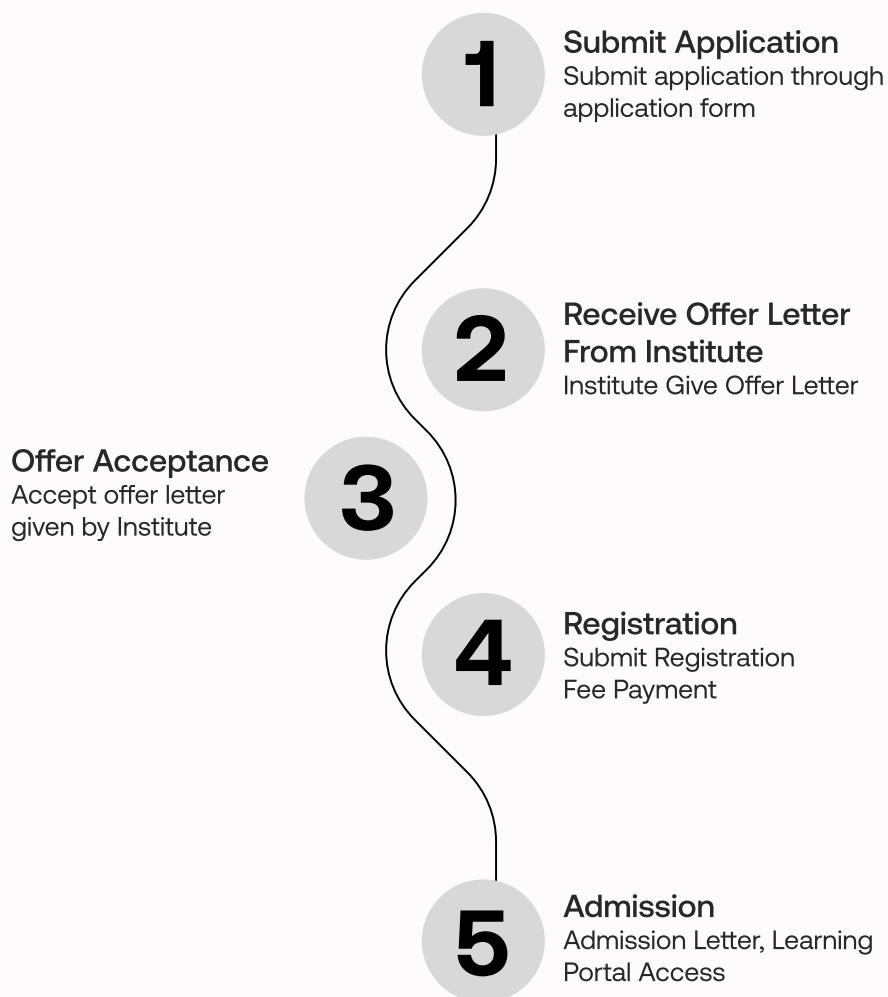 1
Submit Application
Submit application through
application form
2
Receive Offer Letter
From Institute
Institute Give Offer Letter
3
Offer Acceptance
Accept offer letter
given by Institute
4
Registration
Submit Registration
Fee Payment
5
Admission
Admission Letter, Learning
Portal Access